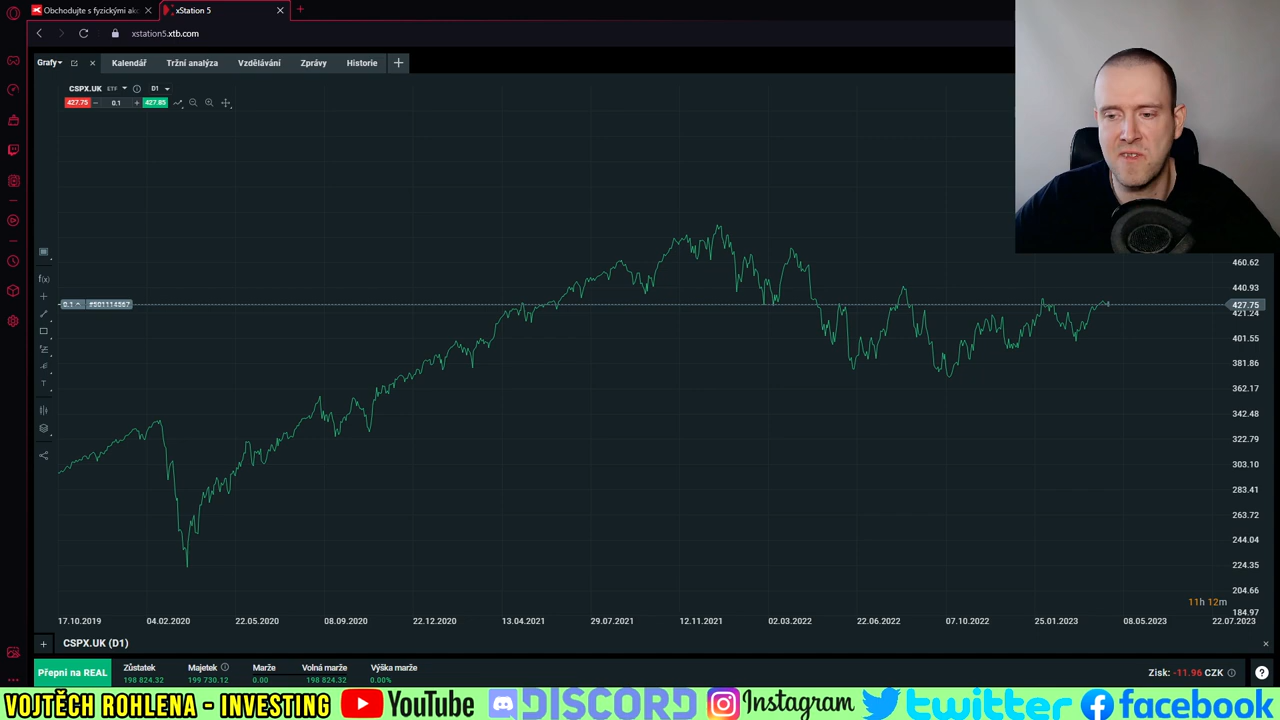 Obchodujte s fyzickými akc
xStation 5
xstation5.xtb.com
Grafy
Kalendář
Tržní analýza
Vzdělávání
Zprávy
Historie
CSPX.UK ETF D1
427.75 0.1 427.85
f(x)
T
0.1 #501114367
460.62
440.93
427.75
421.24
401.55
381.86
362.17
342.48
322.79
303.10
283.41
263.72
244.04
224.35
204.66
184.97
11h 12m
17.10.2019 04.02.2020 22.05.2020 08.09.2020 22.12.2020 13.04.2021 29.07.2021 12.11.2021 02.03.2022 22.06.2022 07.10.2022 25.01.2023 08.05.2023 22.07.2023
CSPX.UK (D1)
Přepni na REAL
Zůstatek Majetek Marže Volná marže Výška marže
198 824.32 199 730.12 0.00 198 824.32 0.00%
Zisk: -11.96 CZK
VOJTĚCH ROHLENA - INVESTING YouTube DISCORD Instagram twitter facebook